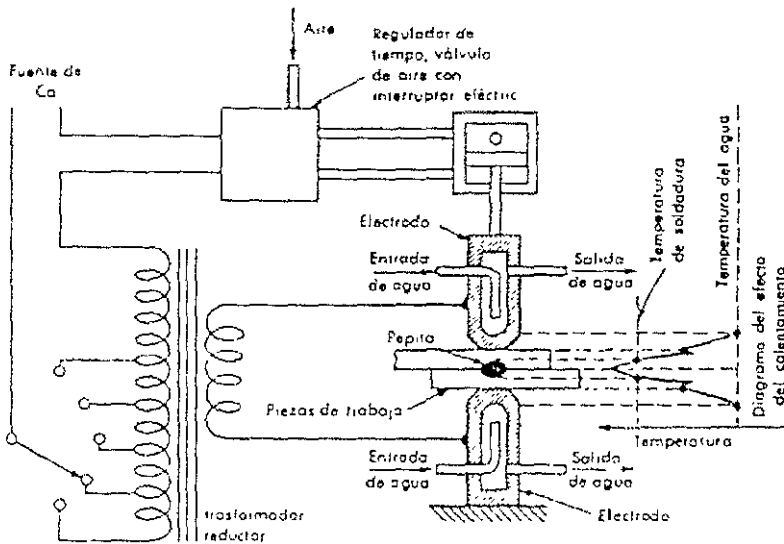 Aire
Regulador de
tiempo, válvula
de aire con
interruptor eléctric
Fuente de
Ca
Electrodo
Entrada
de agua
Salida
de agua
Temperatura
de soldadura
Temperatura del agua
Diagrama del efecto
del calentamiento
Pepita
Piezas de trabajo
Temperatura
Entrada
de agua
Salida
de agua
trasformador
reductor
Electrodo